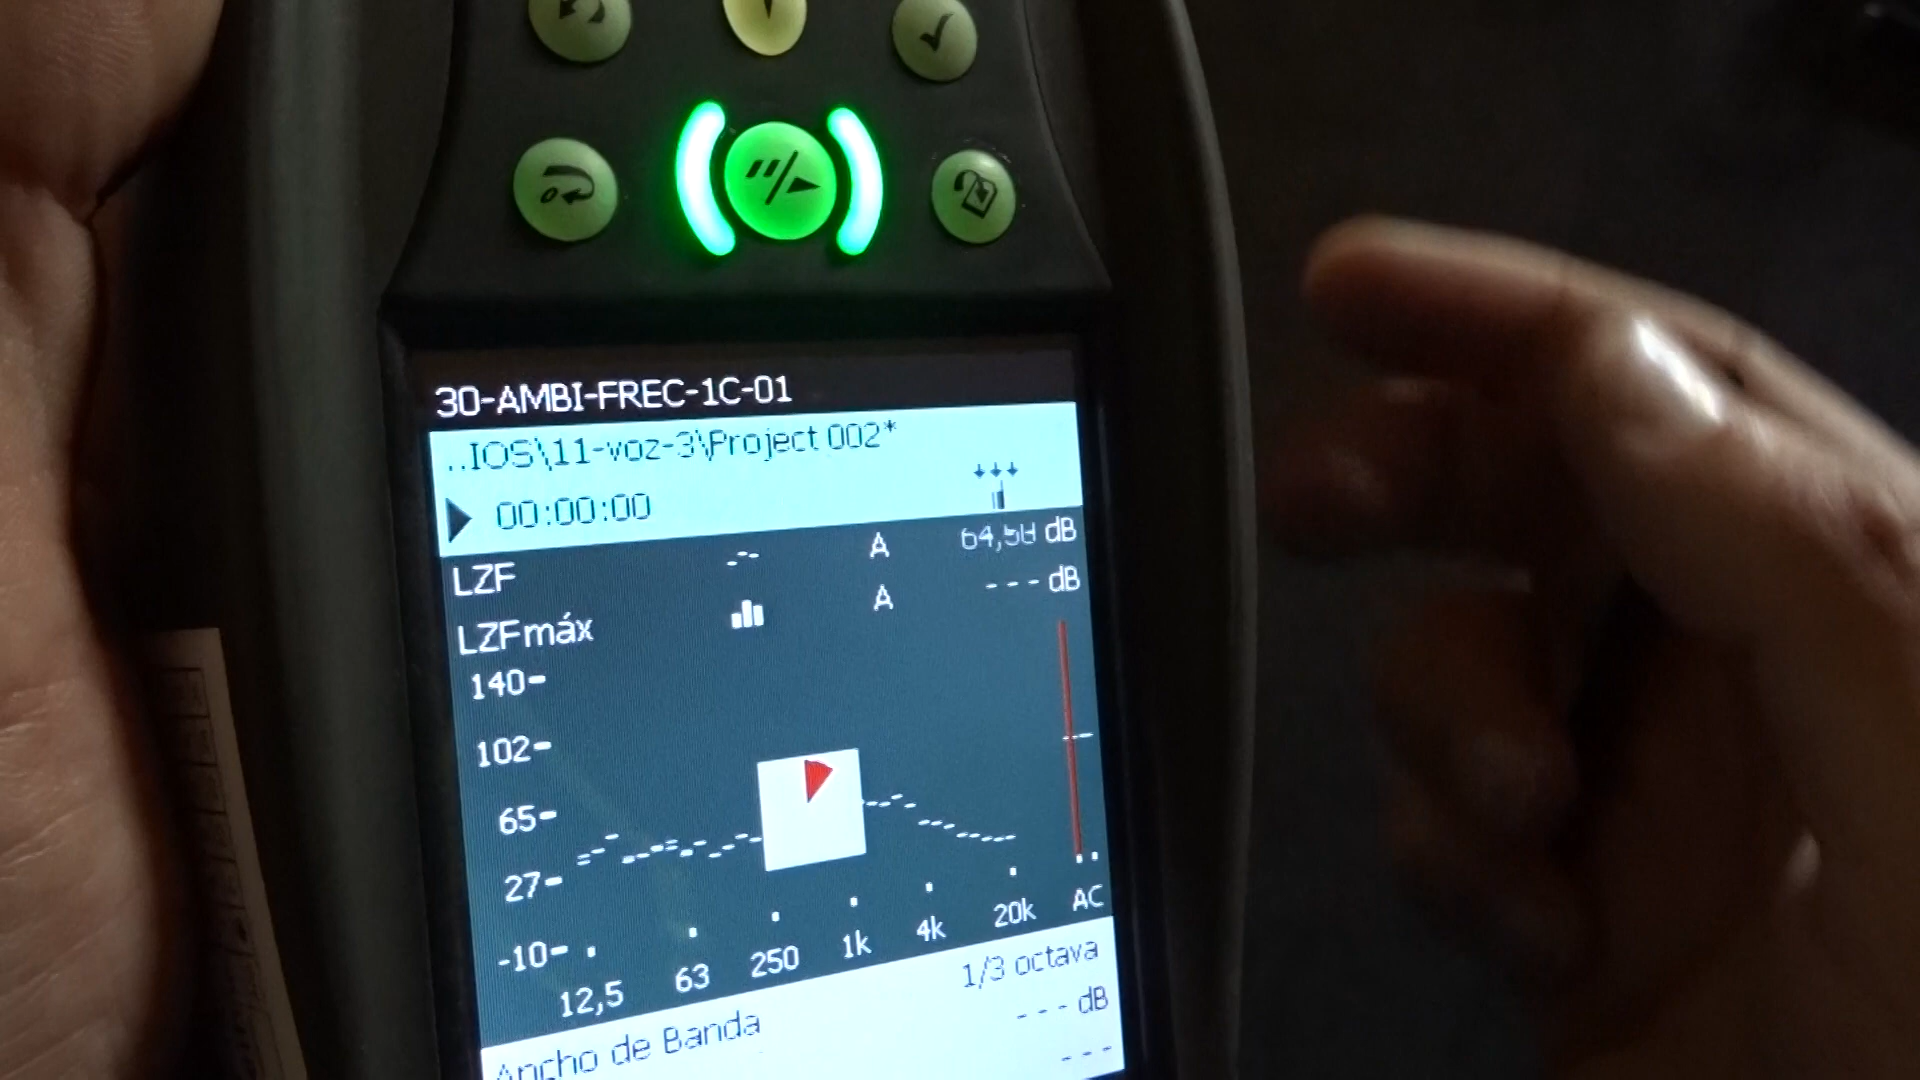 30-AMBI-FREC-1C-01
..IOS\11-voz-3\Project 002*
00:00:00
LZF A dB
LZFmáx A --- dB
140
102
65
27
-10
12,5 63 250 1k 4k 20k AC
1/3 octava
Ancho de Banda --- dB
---